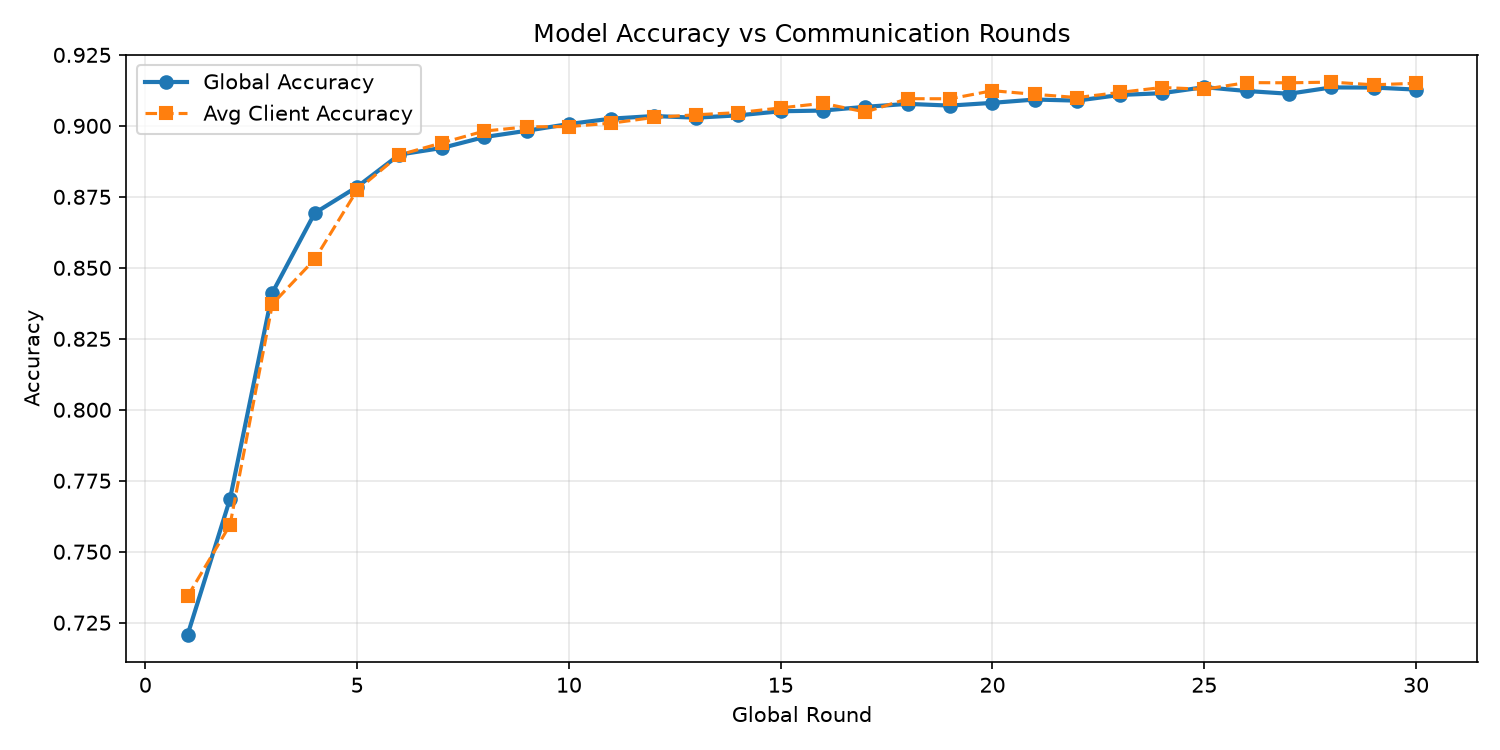 Model Accuracy vs Communication Rounds
0.925
0.900
0.875
0.850
0.825
0.800
0.775
0.750
0.725
Accuracy
Global Accuracy
Avg Client Accuracy
0 5 10 15 20 25 30
Global Round